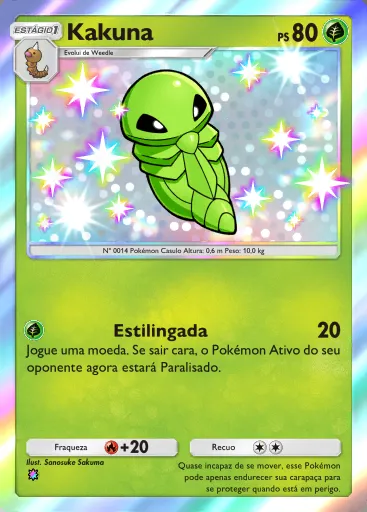 ESTÁGIO 1
Kakuna
PS 80
Evolui de Weedle
Nº 0014 Pokémon Casulo Altura: 0,6 m Peso: 10,0 kg
Estilingada 20
Jogue uma moeda. Se sair cara, o Pokémon Ativo do seu
oponente agora estará Paralisado.
Fraqueza +20
Recuo
Ilust. Sanosuke Sakuma
Quase incapaz de se mover, esse Pokémon
pode apenas endurecer sua carapaça para
se proteger quando está em perigo.